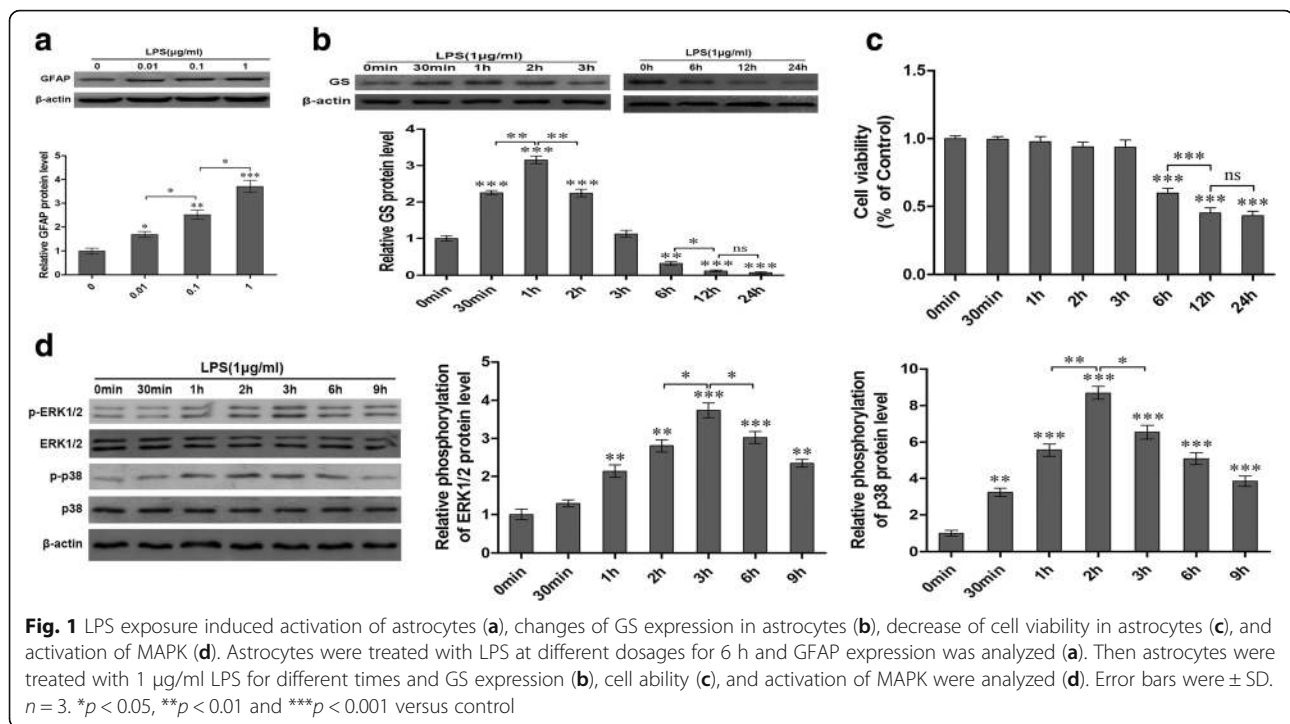 a
LPS(μg/ml)
0 0.01 0.1 1
GFAP
β-actin
Relative GFAP protein level
5
4
3
2
1
0
* ** ***
* *
0 0.01 0.1 1
b
LPS(1μg/ml)
0min 30min 1h 2h 3h
GS
β-actin
LPS(1μg/ml)
0h 6h 12h 24h
Relative GS protein level
4
3
2
1
0
** **
*** *** ***
* ns
** *** ***
0min 30min 1h 2h 3h 6h 12h 24h
c
Cell viability
(% of Control)
1.5
1.0
0.5
0.0
*** ns
*** *** ***
0min 30min 1h 2h 3h 6h 12h 24h
d
LPS(1μg/ml)
0min 30min 1h 2h 3h 6h 9h
p-ERK1/2
ERK1/2
p-p38
p38
β-actin
Relative phosphorylation
of ERK1/2 protein level
5
4
3
2
1
0
* *
** ** *** *** **
0min 30min 1h 2h 3h 6h 9h
Relative phosphorylation
of p38 protein level
10
8
6
4
2
0
** *
** *** *** *** *** ***
0min 30min 1h 2h 3h 6h 9h
Fig. 1 LPS exposure induced activation of astrocytes (a), changes of GS expression in astrocytes (b), decrease of cell viability in astrocytes (c), and
activation of MAPK (d). Astrocytes were treated with LPS at different dosages for 6 h and GFAP expression was analyzed (a). Then astrocytes were
treated with 1 μg/ml LPS for different times and GS expression (b), cell ability (c), and activation of MAPK were analyzed (d). Error bars were ± SD.
n = 3. *p < 0.05, **p < 0.01 and ***p < 0.001 versus control